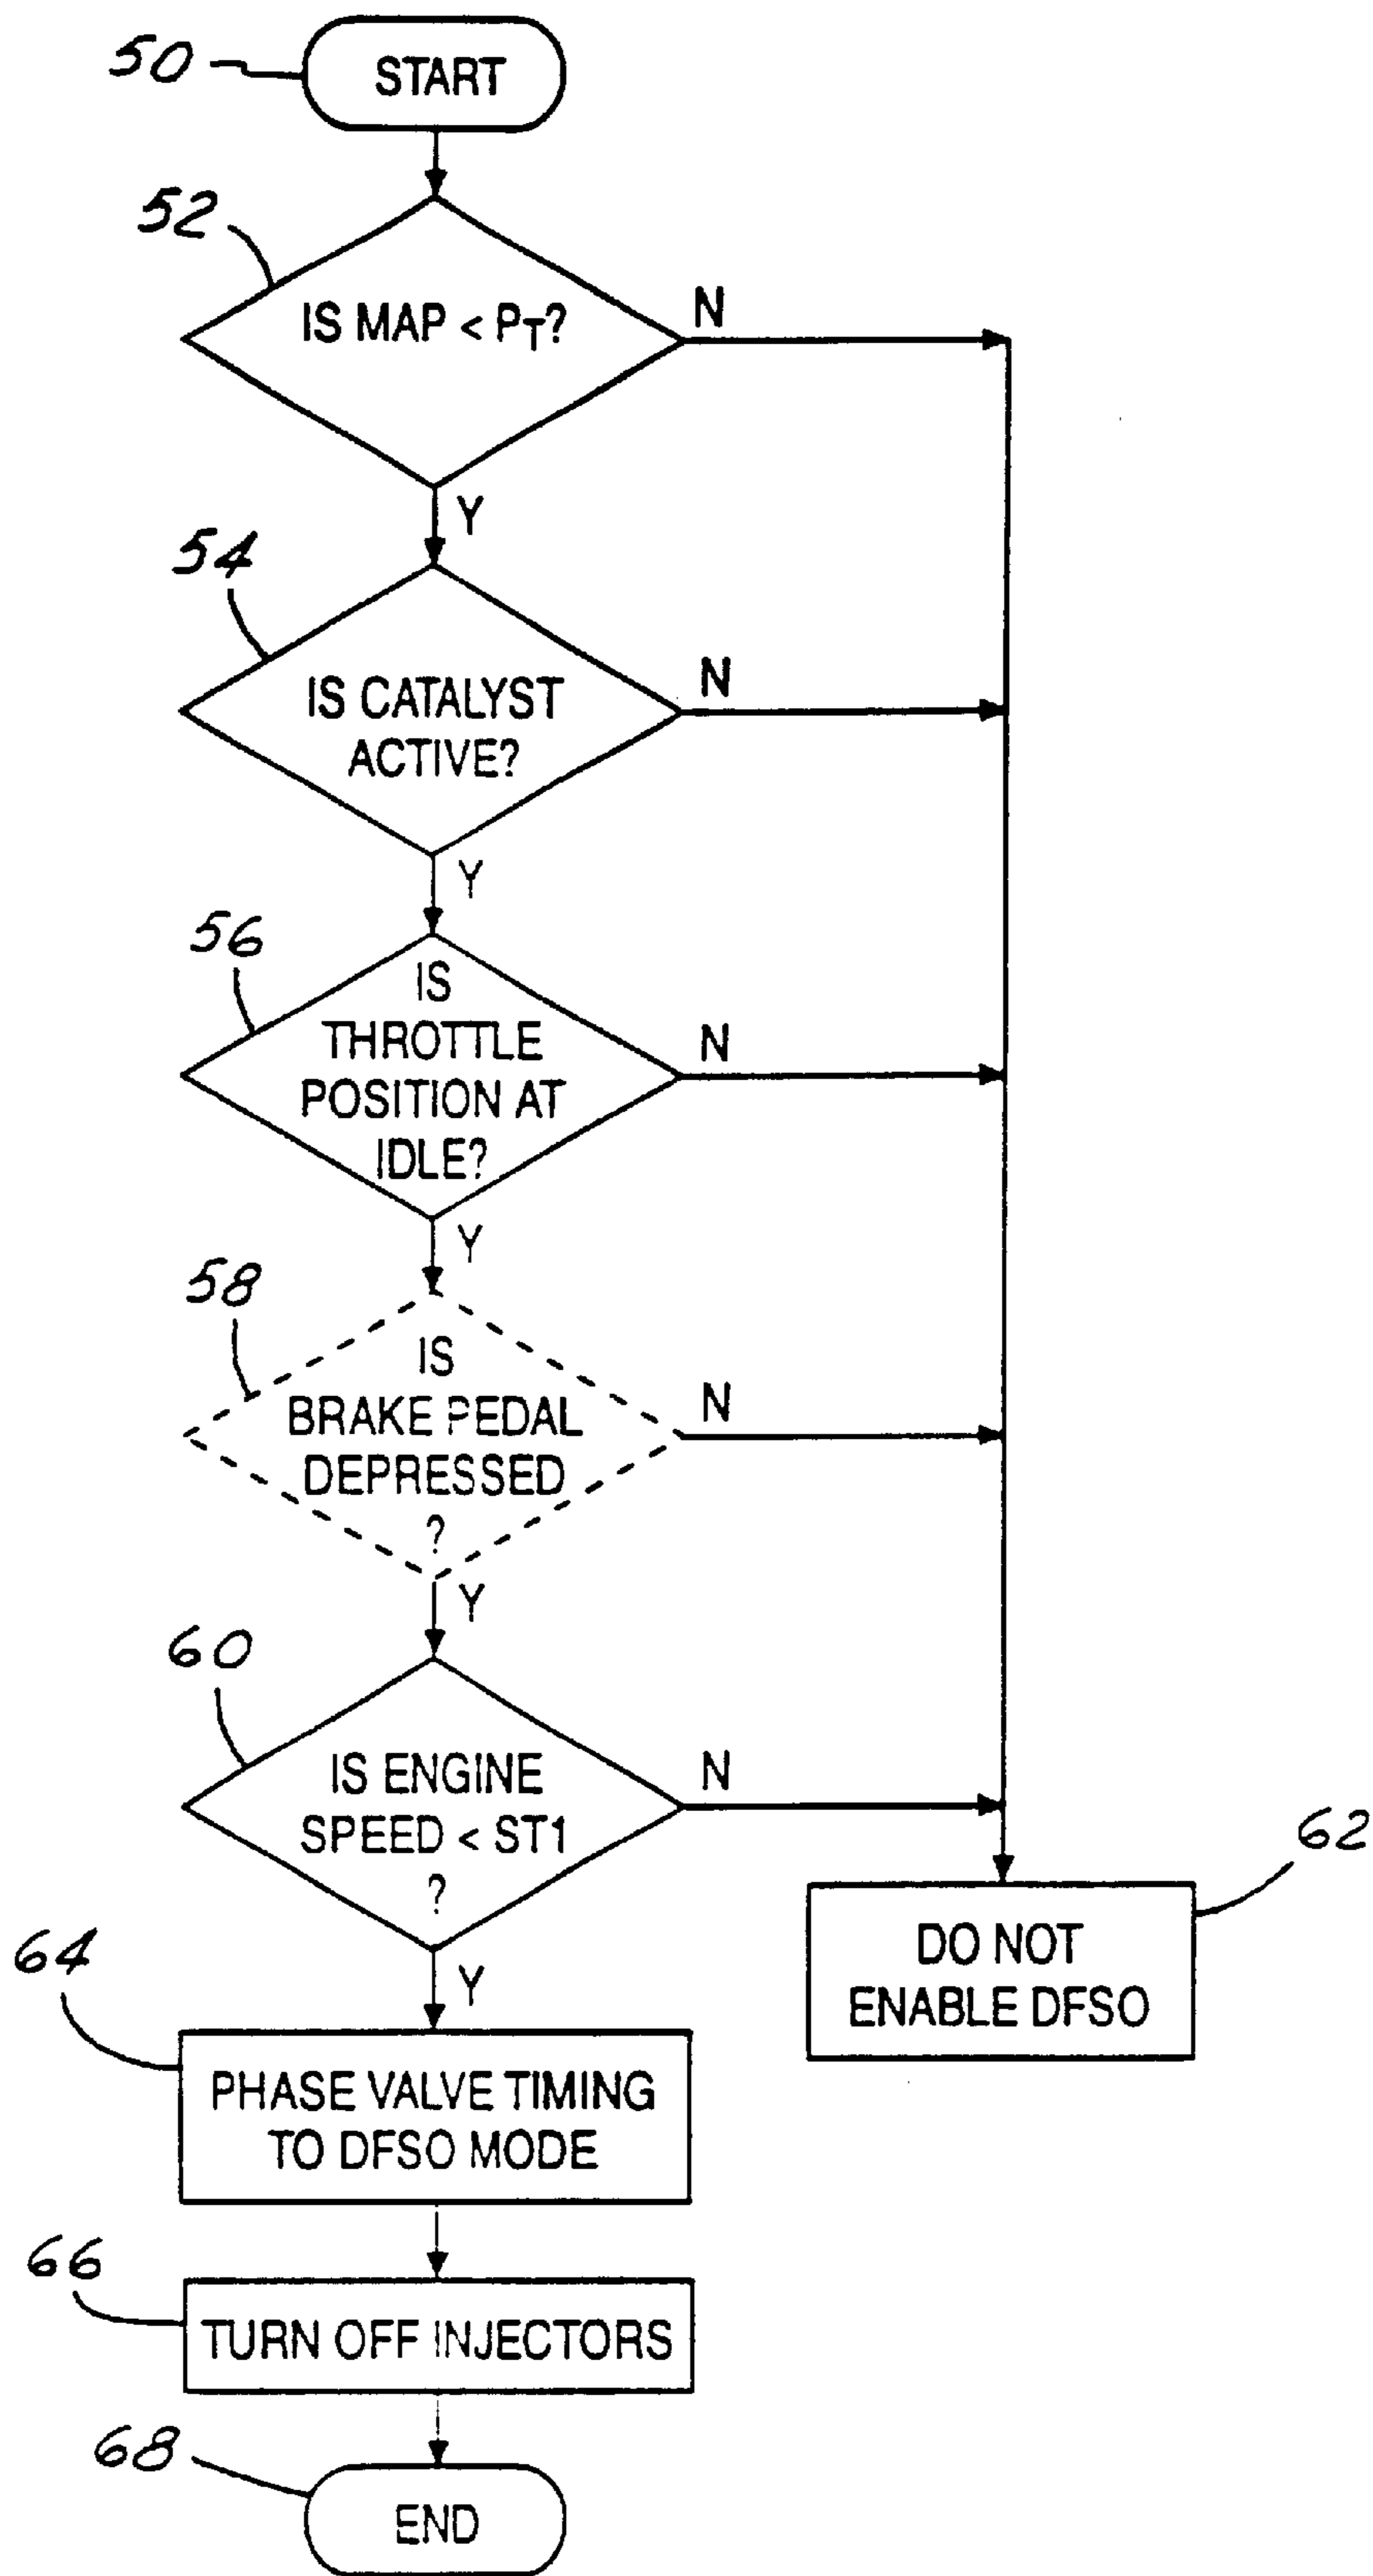 50
START
52
IS MAP < PT?
N
Y
54
IS CATALYST
ACTIVE?
N
Y
56
IS
THROTTLE
POSITION AT
IDLE?
N
Y
58
IS
BRAKE PEDAL
DEPRESSED
?
N
Y
60
IS ENGINE
SPEED < ST1
?
N
Y
62
DO NOT
ENABLE DFSO
64
PHASE VALVE TIMING
TO DFSO MODE
66
TURN OFF INJECTORS
68
END